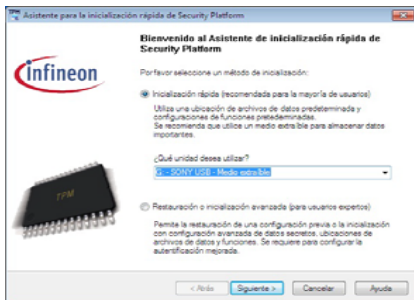 Asistente para la inicialización rápida de Security Platform
Bienvenido al Asistente de inicialización rápida de
Security Platform
infineon
Por favor seleccione un método de inicialización:
Inicialización rápida (recomendada para la mayoría de usuarios)
Utiliza una ubicación de archivos de datos predeterminada y
configuraciones de funciones predeterminadas.
Se recomienda que utilice un medio extraíble para almacenar datos
importantes.
¿Qué unidad desea utilizar?
G: - SONY USB - Medio extraíble
TPM
Restauración o inicialización avanzada (para usuarios expertos)
Permite la restauración de una configuración previa o la inicialización
con configuración avanzada de datos secretos, ubicaciones de
archivos de datos y funciones. Se requiere para configurar la
autentificación mejorada.
< Atrás Siguiente > Cancelar Ayuda